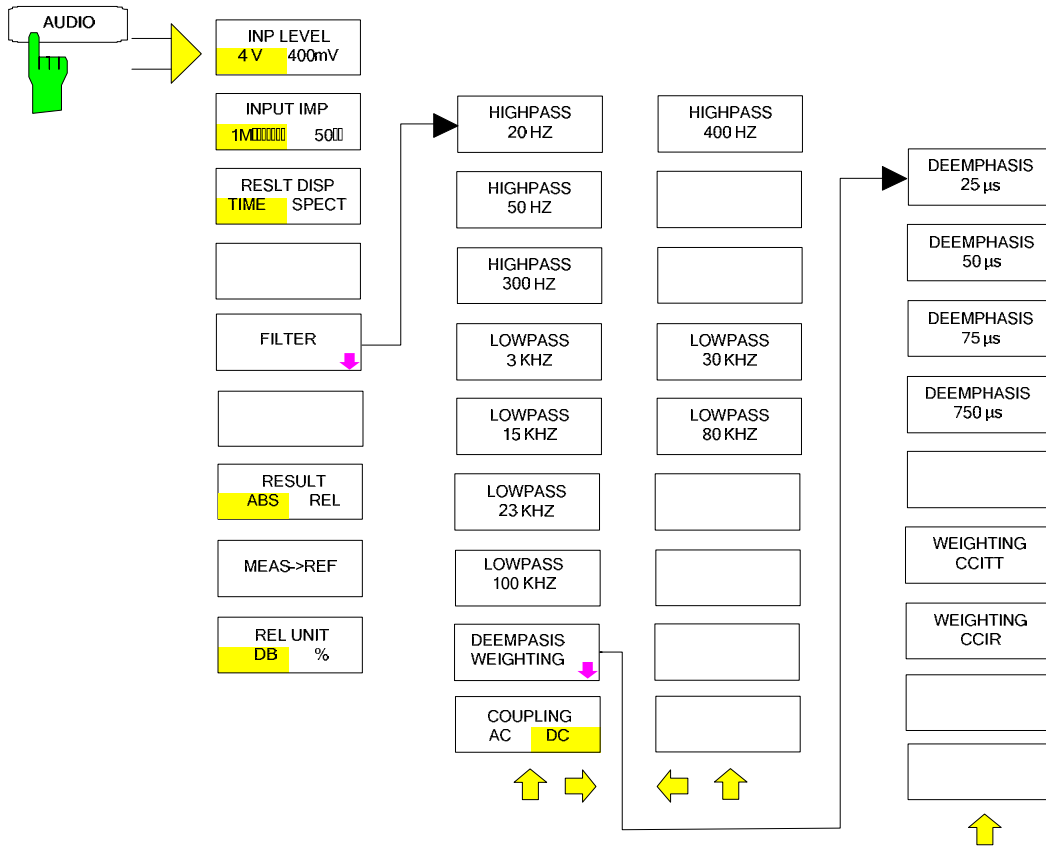 AUDIO
INP LEVEL
4 V 400mV
INPUT IMP
1M 50
RESLT DISP
TIME SPECT
FILTER
RESULT
ABS REL
MEAS->REF
REL UNIT
DB %
HIGHPASS
20 HZ
HIGHPASS
50 HZ
HIGHPASS
300 HZ
LOWPASS
3 KHZ
LOWPASS
15 KHZ
LOWPASS
23 KHZ
LOWPASS
100 KHZ
DEEMPASIS
WEIGHTING
COUPLING
AC DC
HIGHPASS
400 HZ
LOWPASS
30 KHZ
LOWPASS
80 KHZ
DEEMPHASIS
25 µs
DEEMPHASIS
50 µs
DEEMPHASIS
75 µs
DEEMPHASIS
750 µs
WEIGHTING
CCITT
WEIGHTING
CCIR